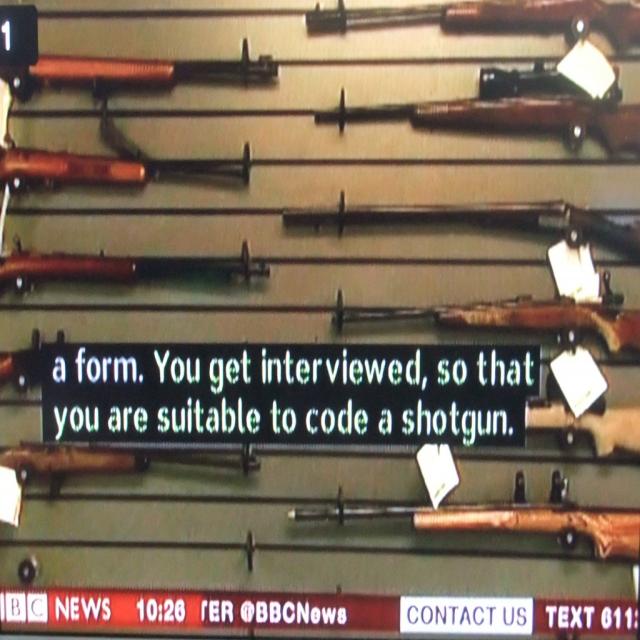 1
a form. You get interviewed, so that
you are suitable to code a shotgun.
BBC NEWS 10:26 TER @BBCNews CONTACT US TEXT 611